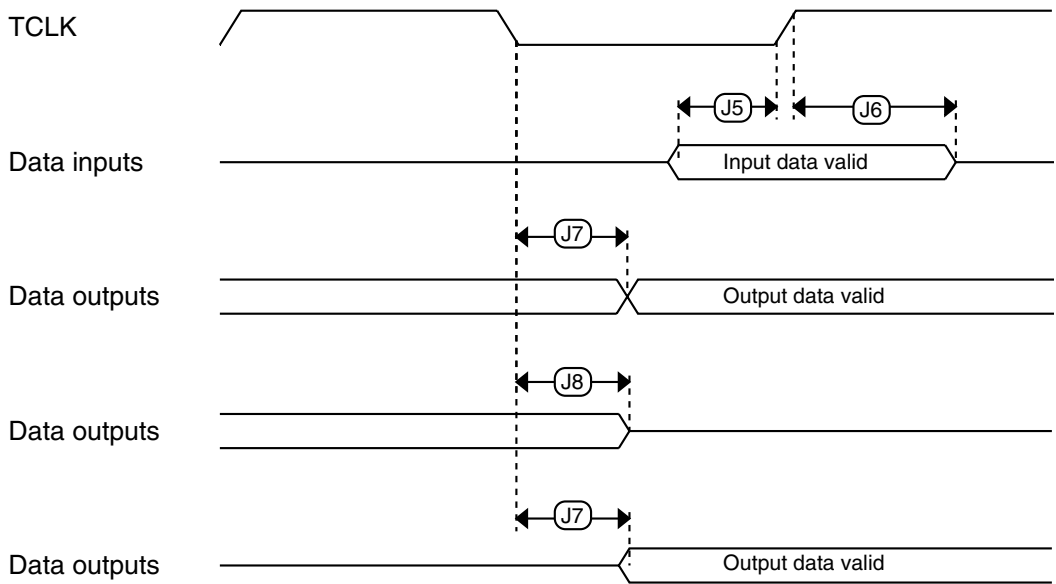 TCLK
J5
J6
Data inputs
Input data valid
J7
Data outputs
Output data valid
J8
Data outputs
J7
Data outputs
Output data valid